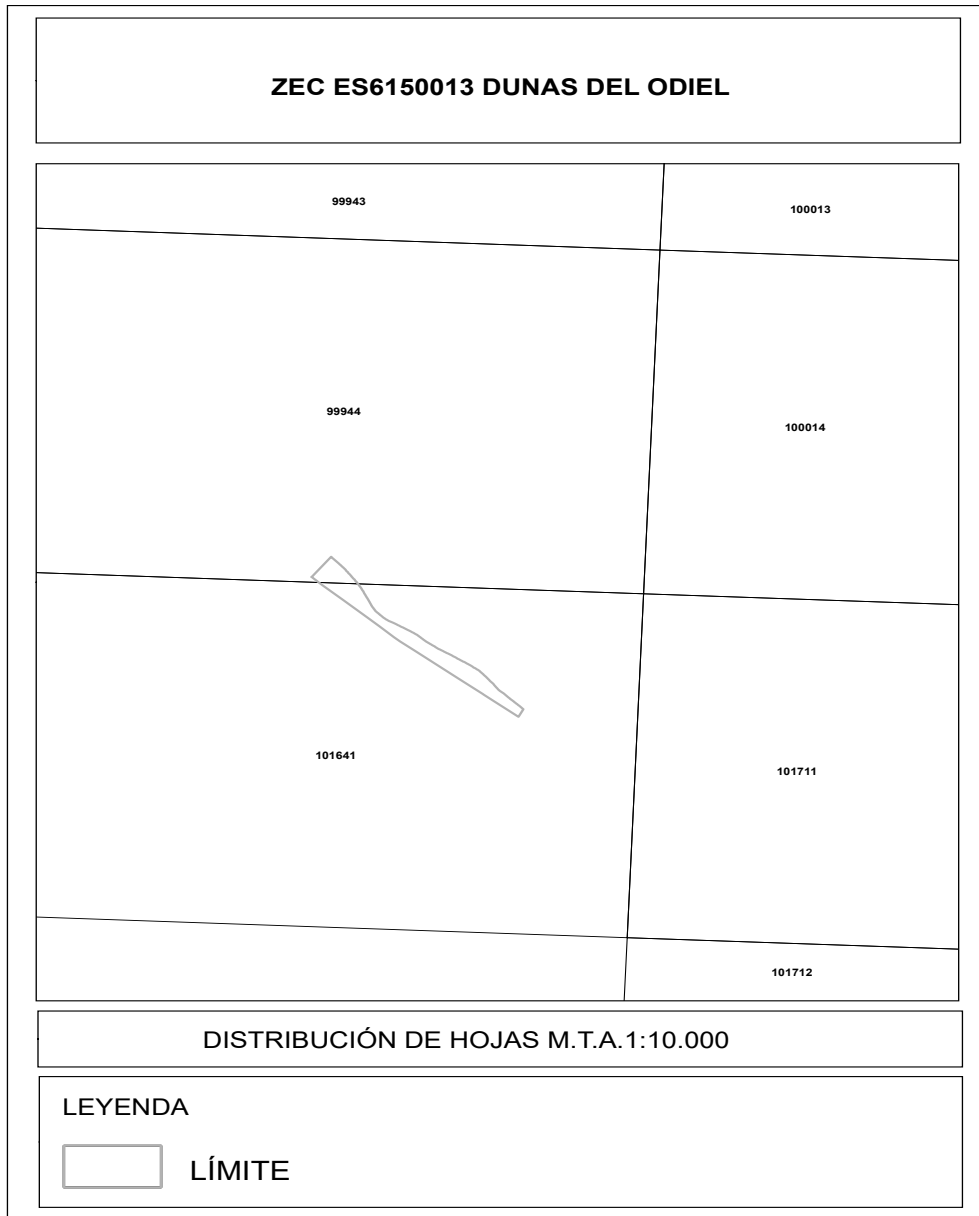 ZEC ES6150013 DUNAS DEL ODIEL
99943
100013
99944
100014
101641
101711
101712
DISTRIBUCIÓN DE HOJAS M.T.A.1:10.000
LEYENDA
LÍMITE